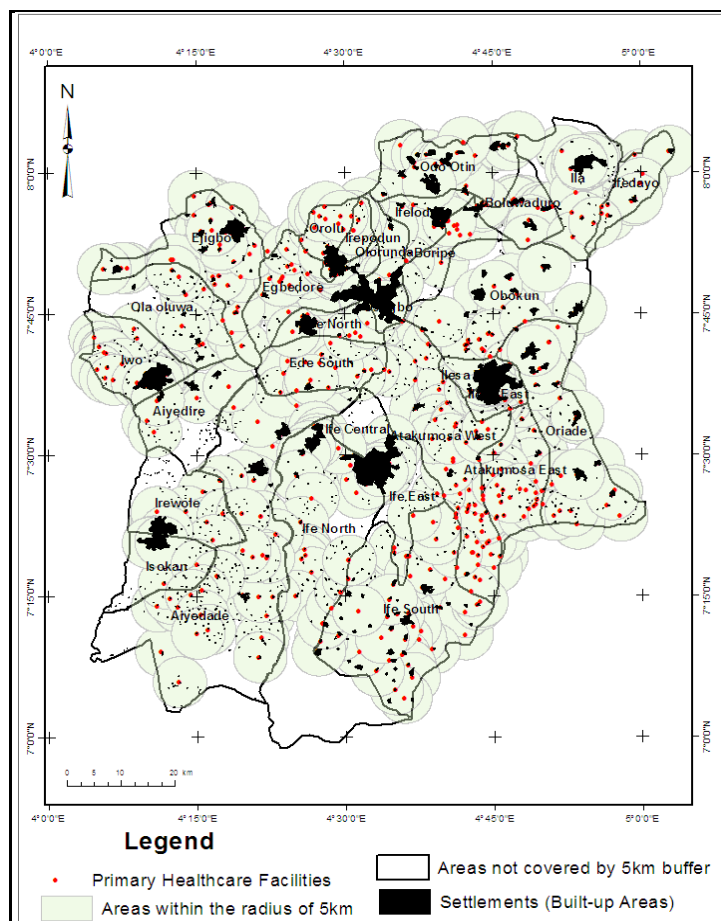 4°0'0"E 4°15'0"E 4°30'0"E 4°45'0"E 5°0'0"E
N
8°0'0"N 8°0'0"N
Odo Otin
Ila
Ifedayo
Boluwaduro
Ifelod
Orolu
Ejigbo
Irepodun
Olorunda Boripe
Egbedore
Obokun
Ola oluwa
7°45'0"N 7°45'0"N
Ede South
Iwo
Ilesa
East
Aiyedire
Oriade
Ife Central
Atakumosa West
7°30'0"N 7°30'0"N
Atakumosa East
Irewole
Ife East
Ife North
Isokan
7°15'0"N 7°15'0"N
Aiyedade
Ife South
7°0'0"N 7°0'0"N
0 5 10 20 km
4°0'0"E 4°15'0"E 4°30'0"E 4°45'0"E 5°0'0"E
Legend
Primary Healthcare Facilities
Areas not covered by 5km buffer
Areas within the radius of 5km
Settlements (Built-up Areas)